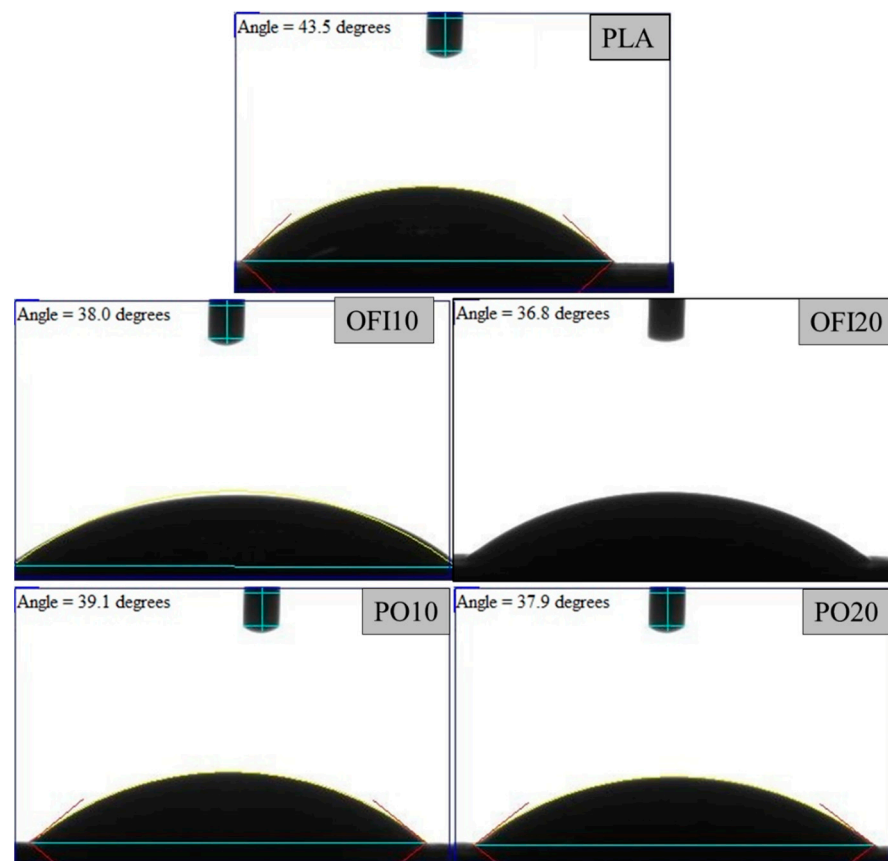 Angle = 43.5 degrees
PLA
Angle = 38.0 degrees
OFI10
Angle = 36.8 degrees
OFI20
Angle = 39.1 degrees
PO10
Angle = 37.9 degrees
PO20